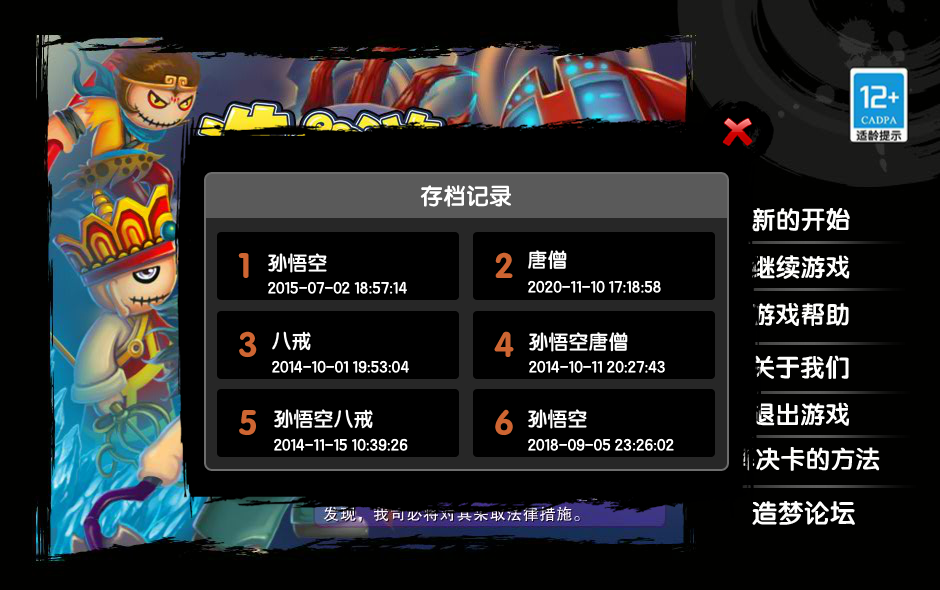 12+
CADPA
适龄提示
存档记录
1 孙悟空
2015-07-02 18:57:14
2 唐僧
2020-11-10 17:18:58
3 八戒
2014-10-01 19:53:04
4 孙悟空唐僧
2014-10-11 20:27:43
5 孙悟空八戒
2014-11-15 10:39:26
6 孙悟空
2018-09-05 23:26:02
新的开始
继续游戏
游戏帮助
关于我们
退出游戏
决卡的方法
造梦论坛
发现，我司必将对其采取法律措施。